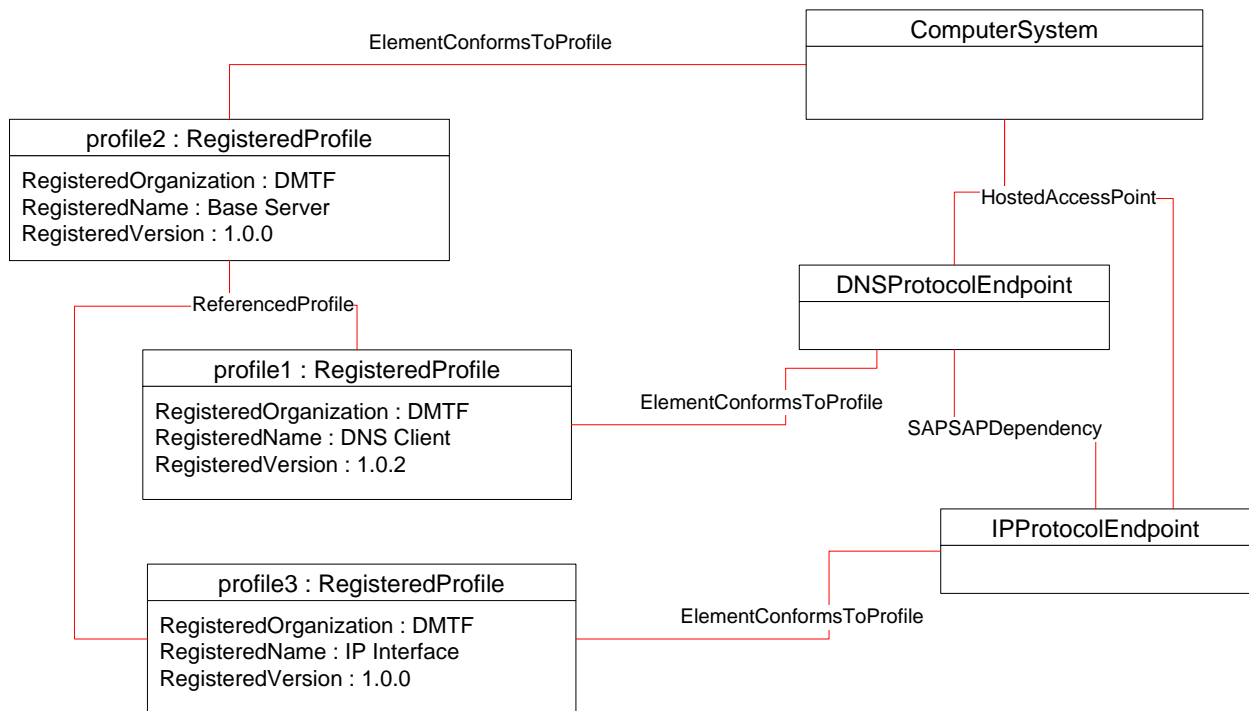 ElementConformsToProfile
ComputerSystem
profile2 : RegisteredProfile
RegisteredOrganization : DMTF
RegisteredName : Base Server
RegisteredVersion : 1.0.0
HostedAccessPoint
DNSProtocolEndpoint
ReferencedProfile
profile1 : RegisteredProfile
RegisteredOrganization : DMTF
RegisteredName : DNS Client
RegisteredVersion : 1.0.2
ElementConformsToProfile
SAPSAPDependency
IPProtocolEndpoint
profile3 : RegisteredProfile
RegisteredOrganization : DMTF
RegisteredName : IP Interface
RegisteredVersion : 1.0.0
ElementConformsToProfile